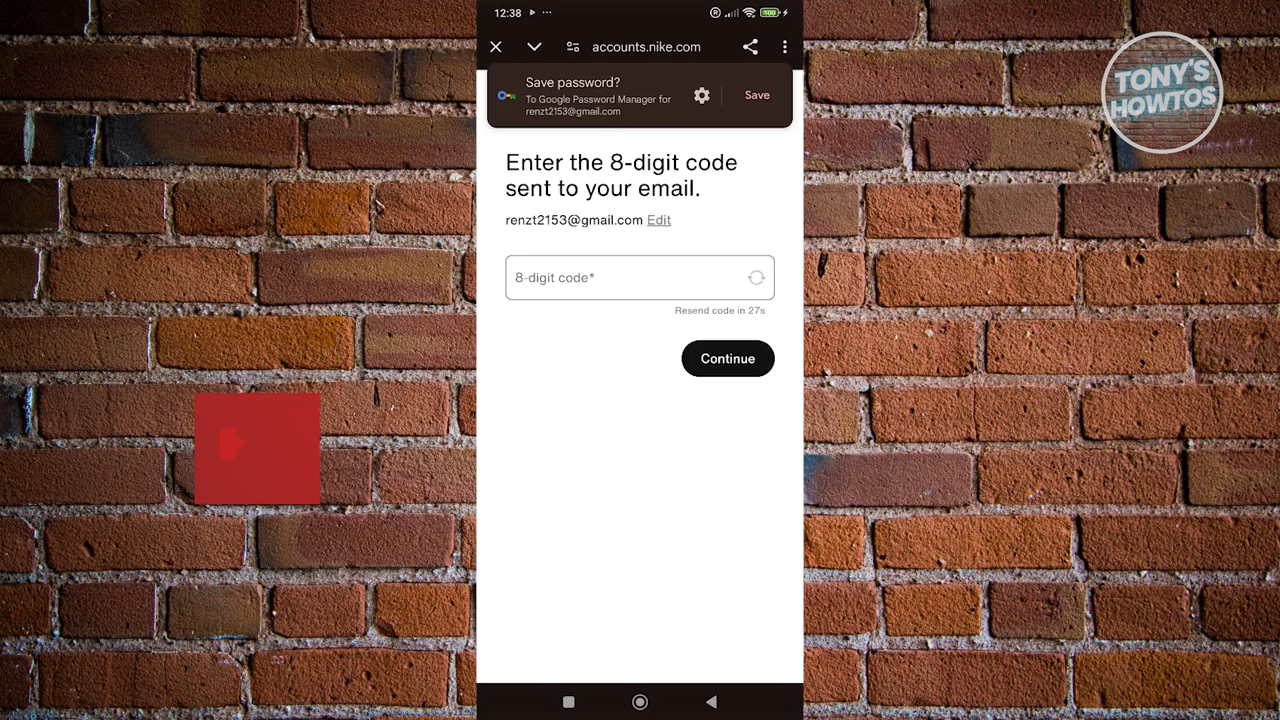 12:38
accounts.nike.com
Save password?
To Google Password Manager for
renzt2153@gmail.com
Save
Enter the 8-digit code
sent to your email.
renzt2153@gmail.com Edit
8-digit code*
Resend code in 27s
Continue
TONY'S
HOWTOS
100